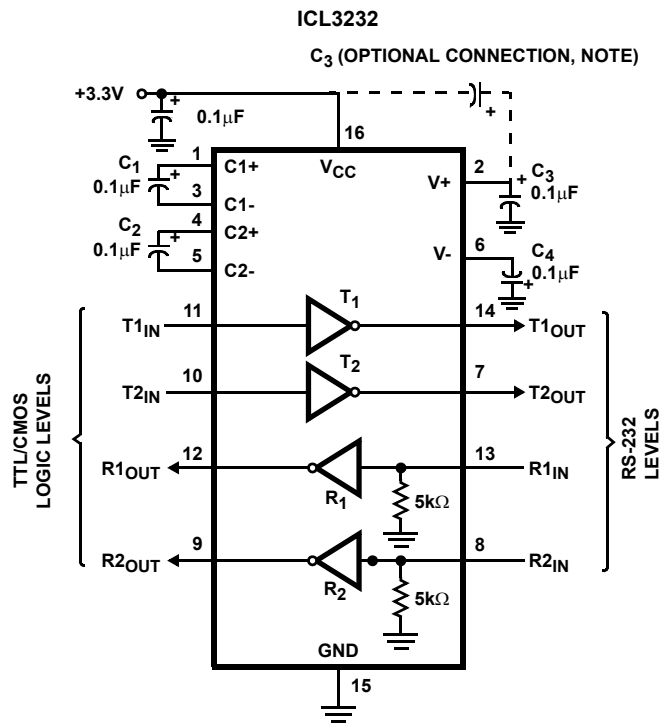 ICL3232
C3 (OPTIONAL CONNECTION, NOTE)
+3.3V
+
0.1μF
+
16
VCC
1
C1+
C1
0.1μF
+
3
C1-
4
C2+
C2
0.1μF
+
5
C2-
2
V+
+
C3
0.1μF
6
V-
C4
0.1μF
+
T1
T1IN
11
14
T1OUT
T2
T2IN
10
7
T2OUT
R1OUT
12
13
R1IN
R1
5kΩ
R2OUT
9
8
R2IN
R2
5kΩ
TTL/CMOS
LOGIC LEVELS
RS-232
LEVELS
GND
15